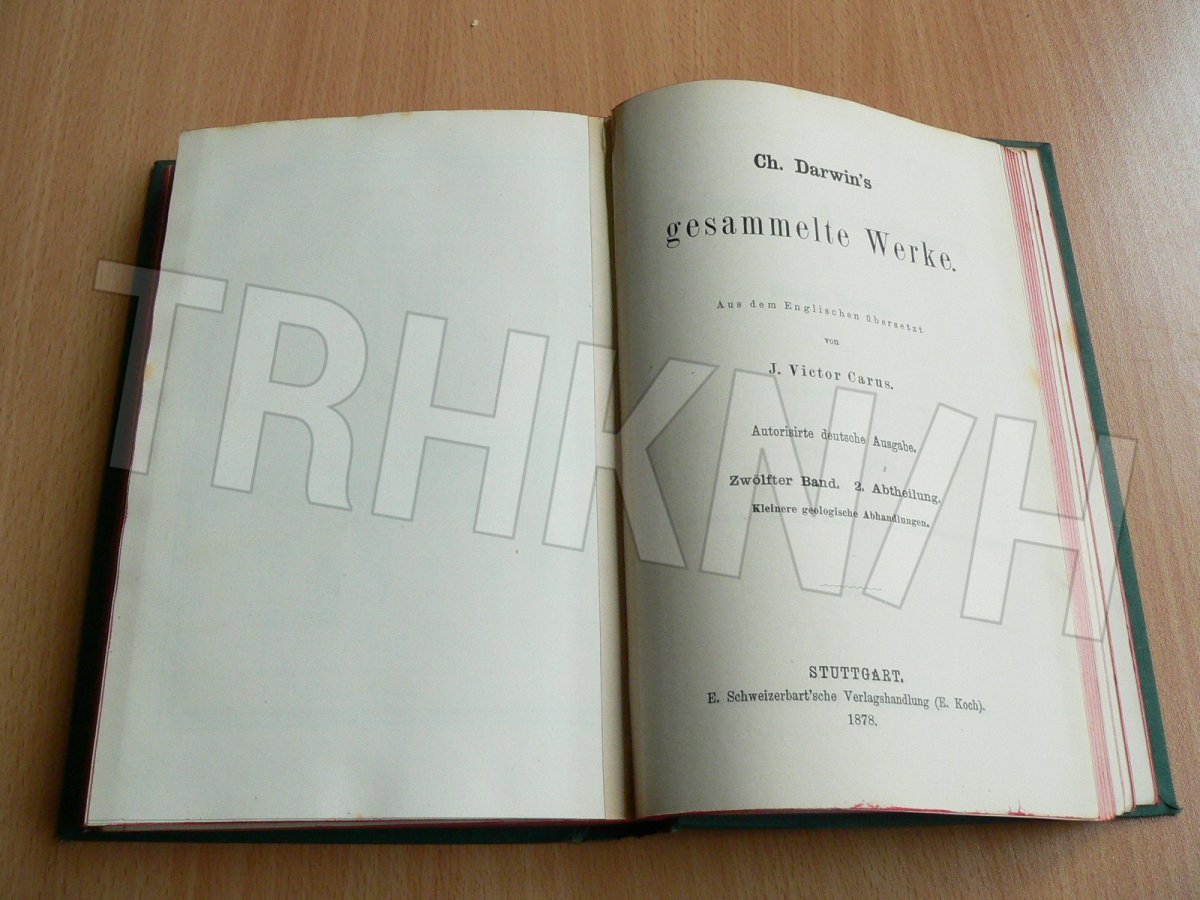 Ch. Darwin's
gesammelte Werke.
Aus dem Englischen übersetzt
von
J. Victor Carus.
Autorisirte deutsche Ausgabe.
Zwölfter Band. 2. Abtheilung.
Kleinere geologische Abhandlungen.
STUTTGART.
E. Schweizerbart'sche Verlagshandlung (E. Koch).
1878.
TRHKN/H